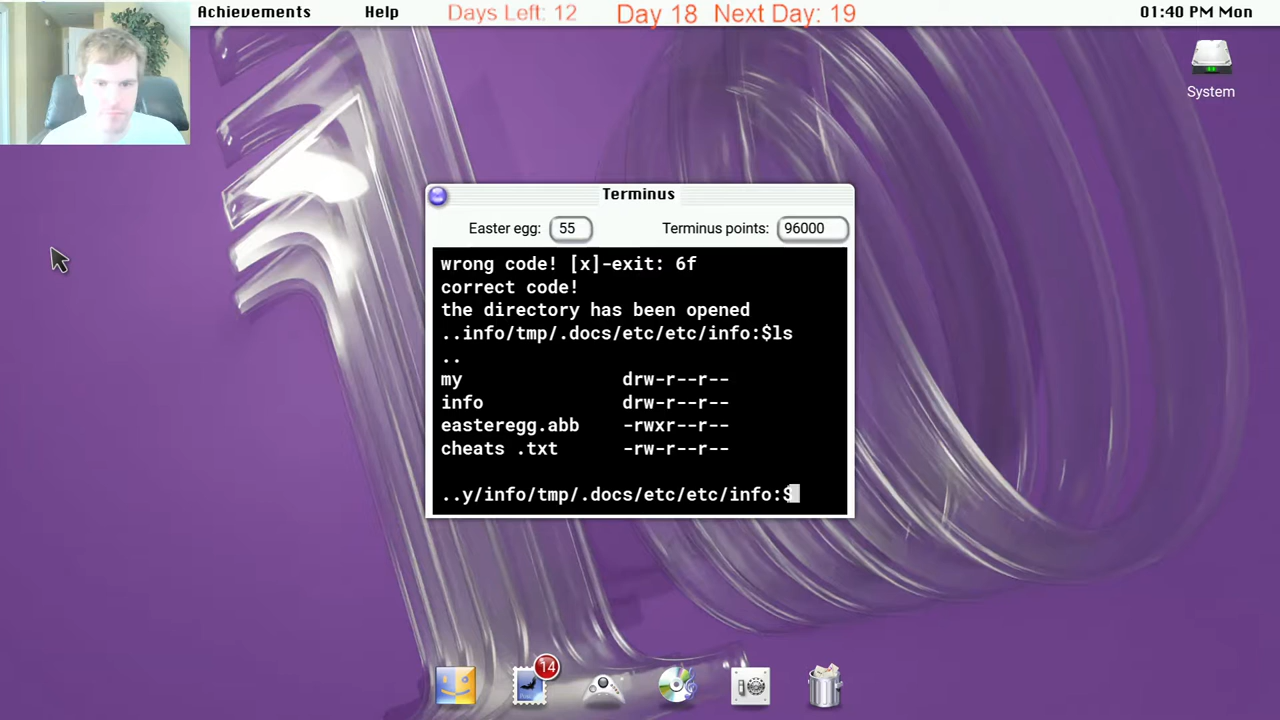 Achievements Help Days Left: 12 Day 18 Next Day: 19 01:40 PM Mon
System
Terminus
Easter egg: 55 Terminus points: 96000
wrong code! [x]-exit: 6f
correct code!
the directory has been opened
..info/tmp/.docs/etc/etc/info:$ls
..
my drw-r--r--
info drw-r--r--
easteregg.abb -rwxr--r--
cheats .txt -rw-r--r--
..y/info/tmp/.docs/etc/etc/info:$
14